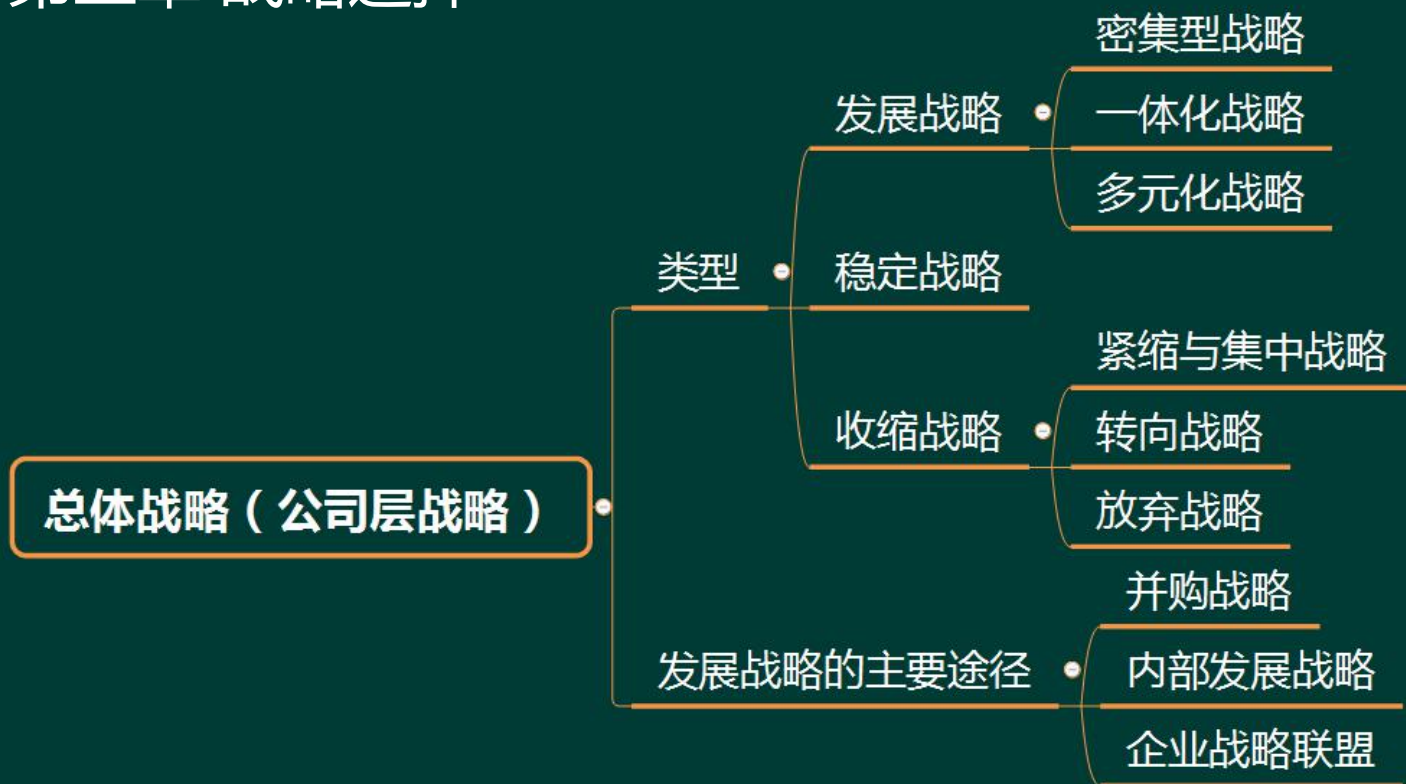 战略选择
密集型战略
发展战略
一体化战略
多元化战略
类型
稳定战略
紧缩与集中战略
收缩战略
转向战略
放弃战略
总体战略（公司层战略）
并购战略
发展战略的主要途径
内部发展战略
企业战略联盟